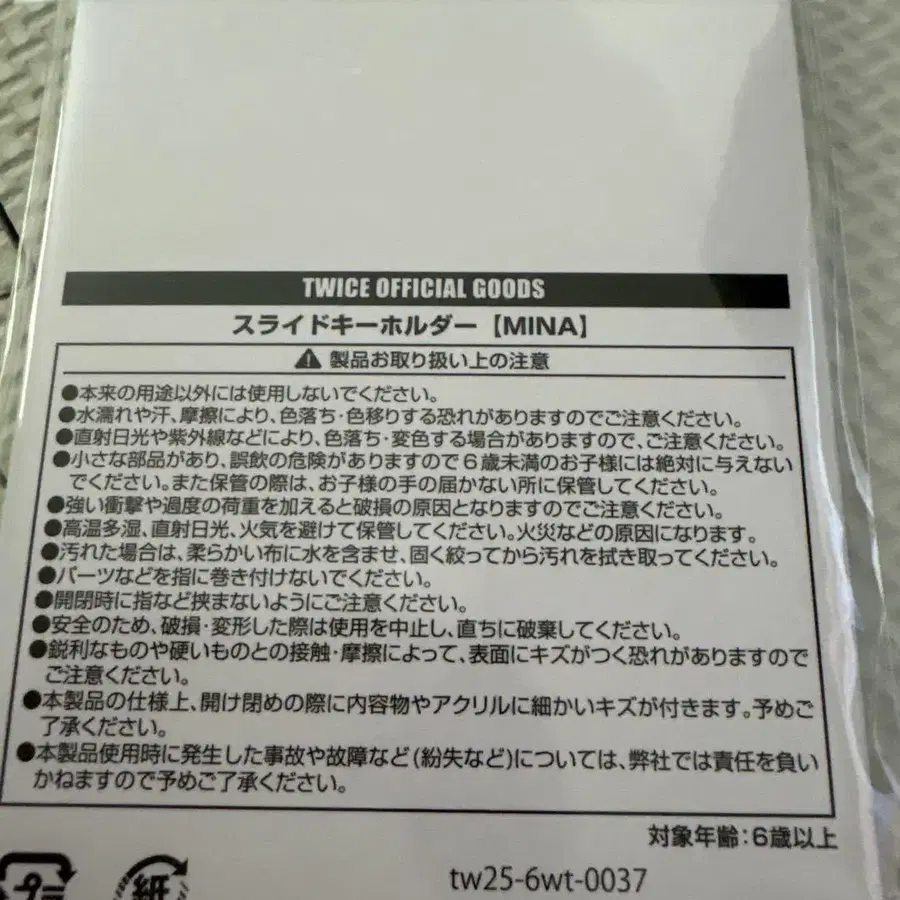 TWICE OFFICIAL GOODS
スライドキーホルダー【MINA】
製品お取り扱い上の注意
●本来の用途以外には使用しないでください。
●水濡れや汗、摩擦により、色落ち・色移りする恐れがありますのでご注意ください。
●直射日光や紫外線などにより、色落ち・変色する場合がありますので、ご注意ください。
●小さな部品があり、誤飲の危険がありますので6歳未満のお子様には絶対に与えない
でください。また保管の際は、お子様の手の届かない所に保管してください。
●強い衝撃や過度の荷重を加えると破損の原因となりますのでご注意ください。
●高温多湿、直射日光、火気を避けて保管してください。火災などの原因になります。
●汚れた場合は、柔らかい布に水を含ませ、固く絞ってから汚れを拭き取ってください。
●パーツなどを指に巻き付けないでください。
●開閉時に指など挟まないようにご注意ください。
●安全のため、破損・変形した際は使用を中止し、直ちに破棄してください。
●鋭利なものや硬いものとの接触・摩擦によって、表面にキズがつく恐れがありますので
ご注意ください。
●本製品の仕様上、開け閉めの際に内容物やアクリルに細かいキズが付きます。予めご
了承ください。
●本製品使用時に発生した事故や故障など(紛失など)については、弊社では責任を負い
かねますので予めご了承ください。
対象年齢:6歳以上
プラ
紙
tw25-6wt-0037